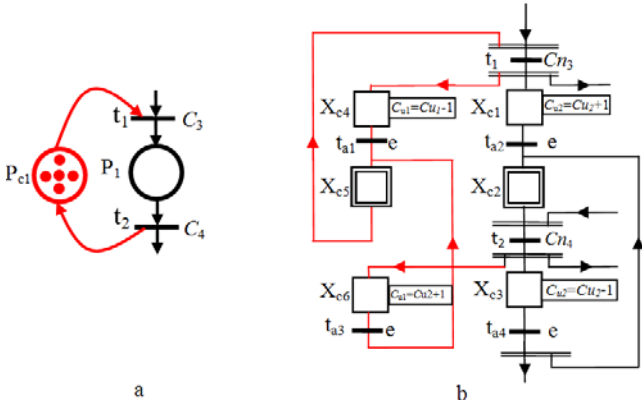 t1 C3
Pc1 P1
t2 C4
a
t1 Cn3
Xc4 Cu1=Cu1-1 Xc1 Cu2=Cu2+1
ta1 e ta2 e
Xc5 Xc2
t2 Cn4
Xc6 Cu1=Cu2+1 Xc3 Cu2=Cu2-1
ta3 e ta4 e
b